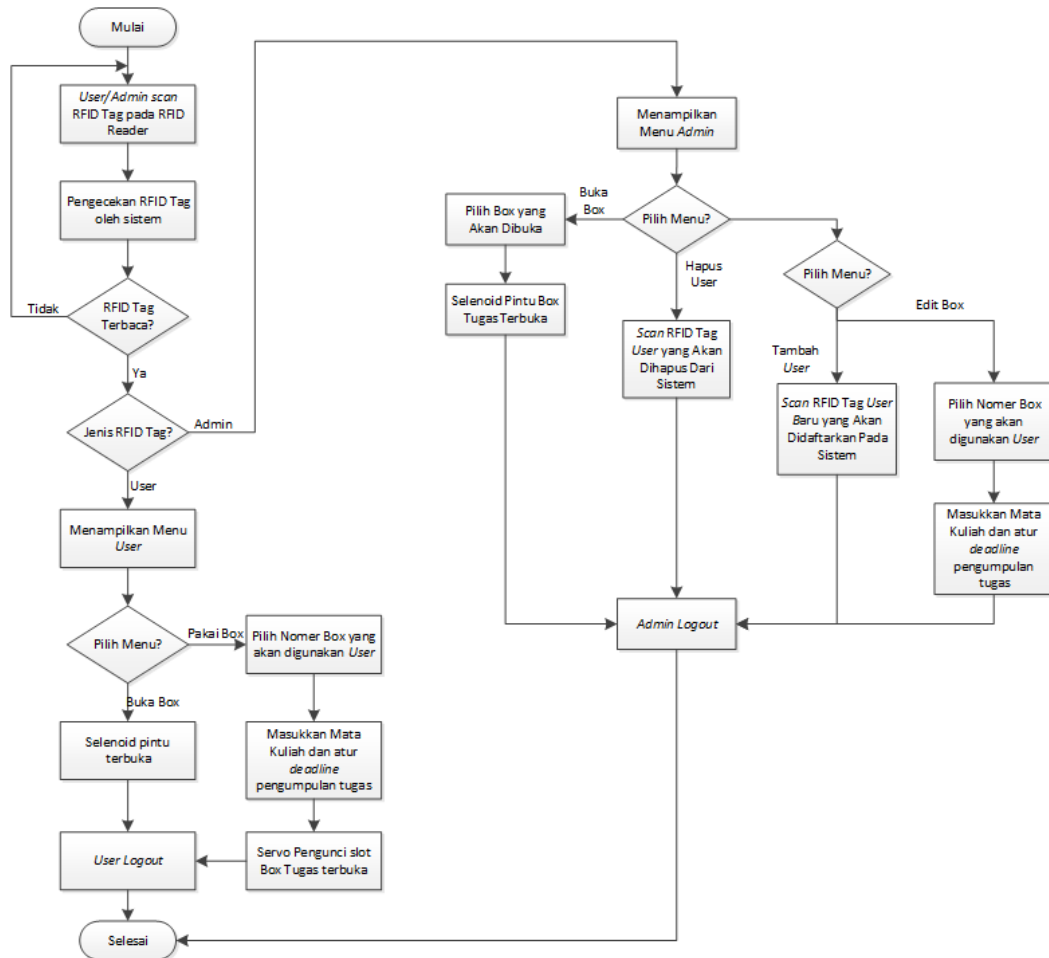 Mulai
User/Admin scan
RFID Tag pada RFID
Reader
Pengecekan RFID Tag
oleh sistem
RFID Tag
Terbaca?
Tidak
Ya
Jenis RFID Tag?
Admin
User
Menampilkan Menu
User
Pilih Menu?
Pakai Box
Buka Box
Selenoid pintu
terbuka
User Logout
Selesai
Pilih Nomer Box yang
akan digunakan User
Masukkan Mata
Kuliah dan atur
deadline
pengumpulan tugas
Servo Pengunci slot
Box Tugas terbuka
Menampilkan
Menu Admin
Pilih Menu?
Buka
Box
Pilih Box yang
Akan Dibuka
Selenoid Pintu Box
Tugas Terbuka
Hapus
User
Scan RFID Tag
User yang Akan
Dihapus Dari
Sistem
Pilih Menu?
Tambah
User
Scan RFID Tag User
Baru yang Akan
Didaftarkan Pada
Sistem
Edit Box
Pilih Nomer Box
yang akan
digunakan User
Masukkan Mata
Kuliah dan atur
deadline
pengumpulan
tugas
Admin Logout